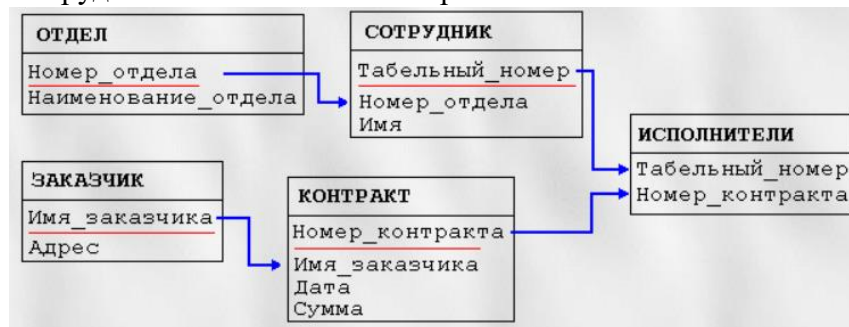 ОТДЕЛ
Номер_отдела
Наименование_отдела
СОТРУДНИК
Табельный_номер
Номер_отдела
Имя
ИСПОЛНИТЕЛИ
Табельный_номер
Номер_контракта
ЗАКАЗЧИК
Имя_заказчика
Адрес
КОНТРАКТ
Номер_контракта
Имя_заказчика
Дата
Сумма